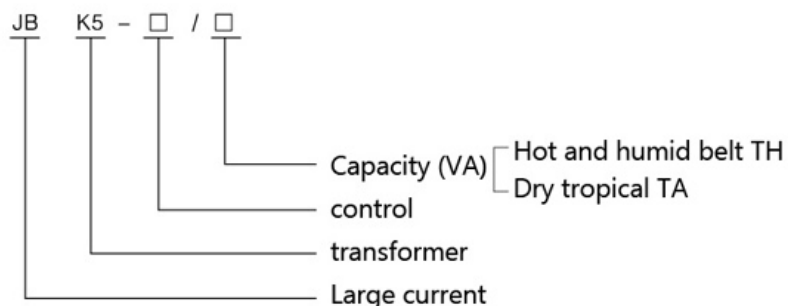 JB K5 - □ / □
Capacity (VA) Hot and humid belt TH
Dry tropical TA
control
transformer
Large current